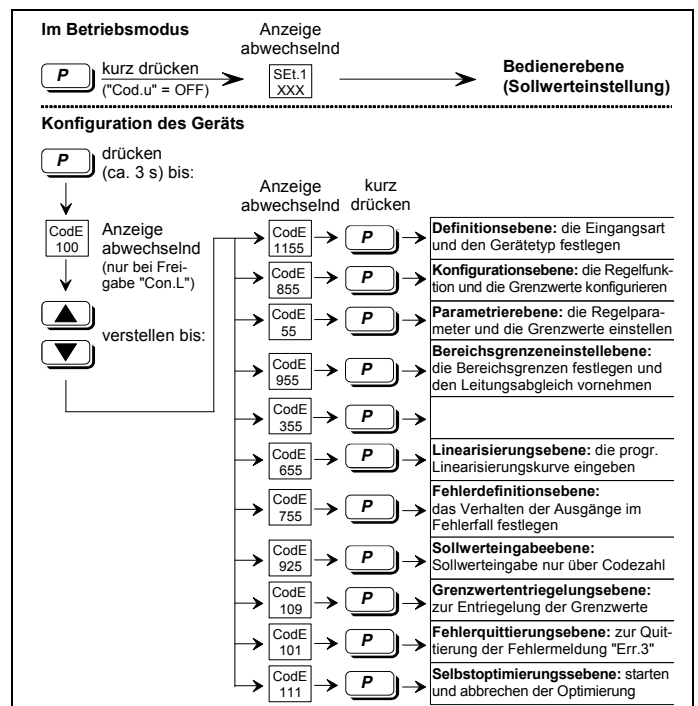 Im Betriebsmodus
Anzeige
abwechselnd
P
kurz drücken
("Cod.u" = OFF)
SEt.1
XXX
Bedienerebene
(Sollwerteinstellung)
Konfiguration des Geräts
P
drücken
(ca. 3 s) bis:
CodE
100
Anzeige
abwechselnd
(nur bei Frei-
gabe "Con.L")
verstellen bis:
Anzeige
abwechselnd
kurz
drücken
CodE
1155
P
Definitionsebene: die Eingangsart
und den Gerätetyp festlegen
CodE
855
P
Konfigurationsebene: die Regelfunk-
tion und die Grenzwerte konfigurieren
CodE
55
P
Parametrierebene: die Regelpara-
meter und die Grenzwerte einstellen
CodE
955
P
Bereichsgrenzeneinstellebene:
die Bereichsgrenzen festlegen und
den Leitungsabgleich vornehmen
CodE
355
P
CodE
655
P
Linearisierungsebene: die progr.
Linearisierungskurve eingeben
CodE
755
P
Fehlerdefinitionsebene:
das Verhalten der Ausgänge im
Fehlerfall festlegen
CodE
925
P
Sollwerteingabeebene:
Sollwerteingabe nur über Codezahl
CodE
109
P
Grenzwertentriegelungsebene:
zur Entriegelung der Grenzwerte
CodE
101
P
Fehlerquittierungsebene: zur Quit-
tierung der Fehlermeldung "Err.3"
CodE
111
P
Selbstoptimierungssebene: starten
und abbrechen der Optimierung